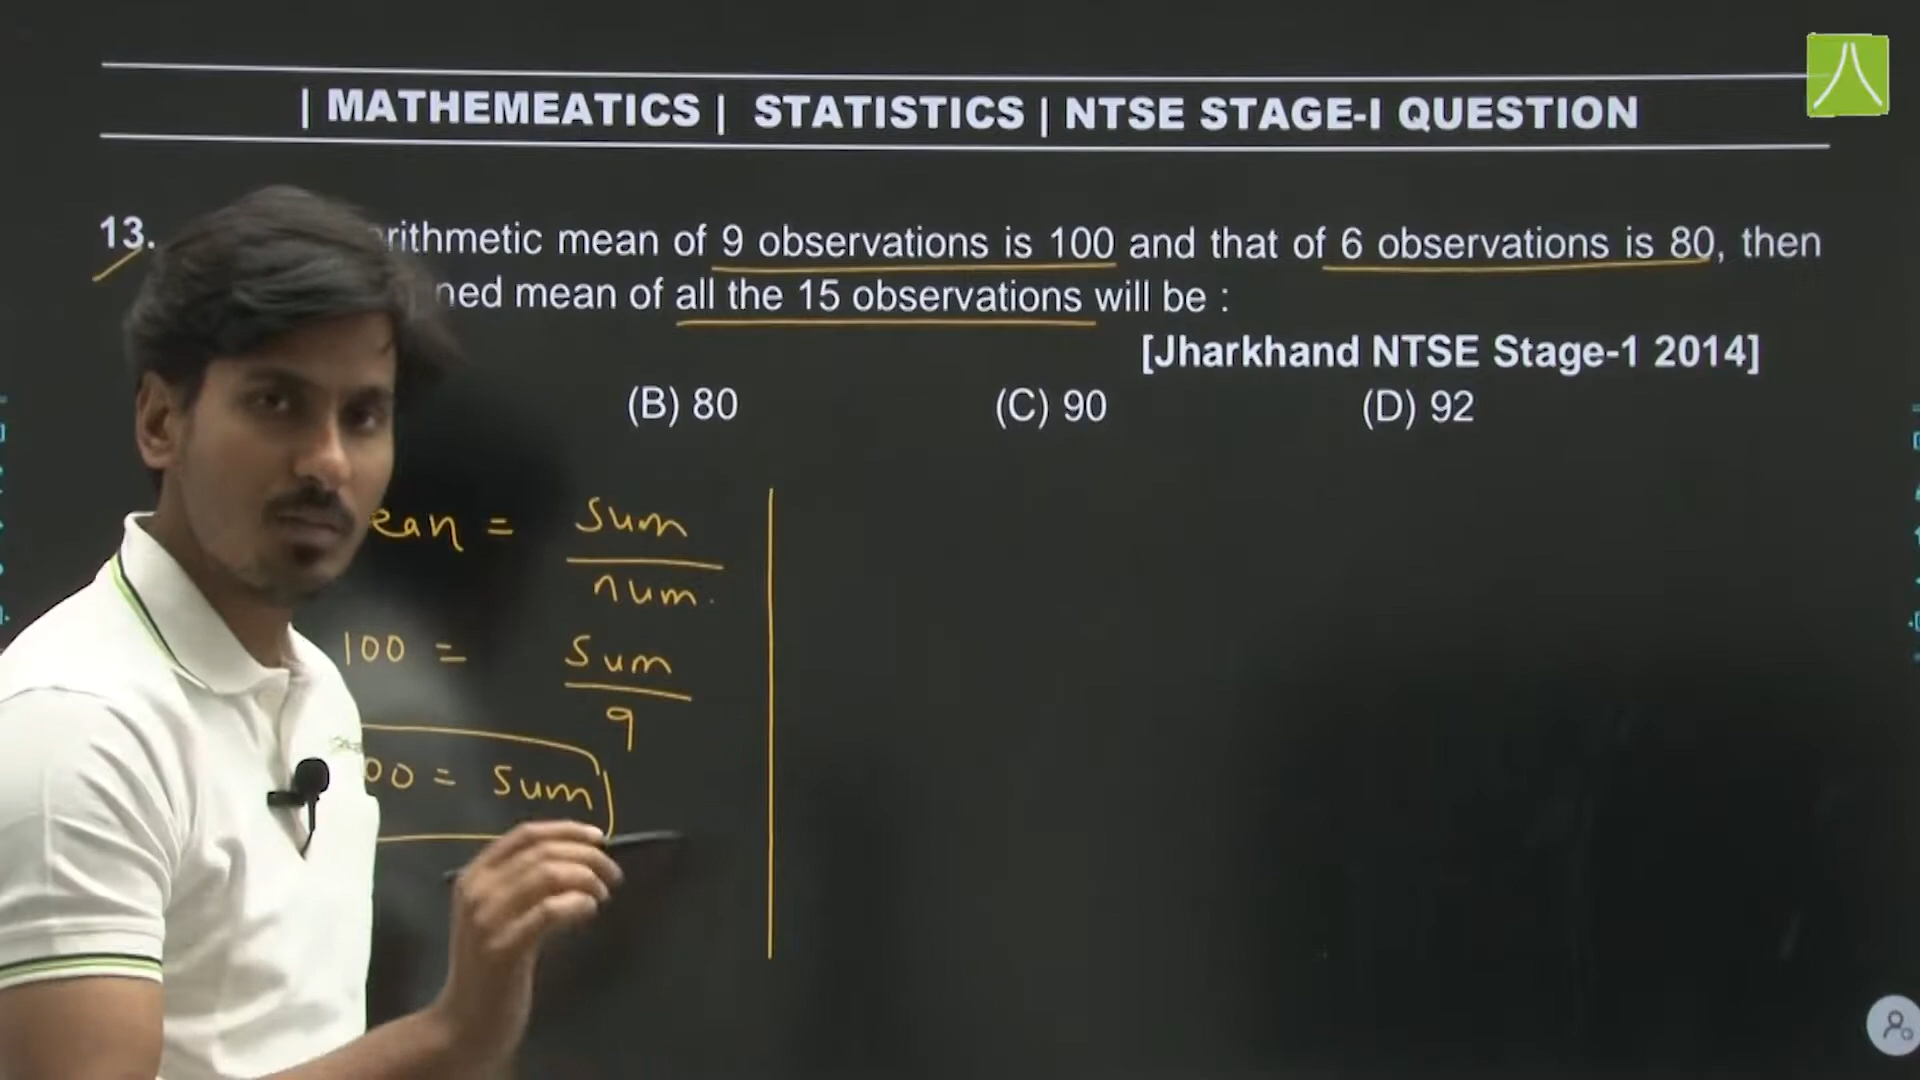 | MATHEMEATICS | STATISTICS | NTSE STAGE-I QUESTION
13. rithmetic mean of 9 observations is 100 and that of 6 observations is 80, then
ned mean of all the 15 observations will be :
[Jharkhand NTSE Stage-1 2014]
(B) 80 (C) 90 (D) 92
ean = sum
num.
100 = sum
9
00 = sum